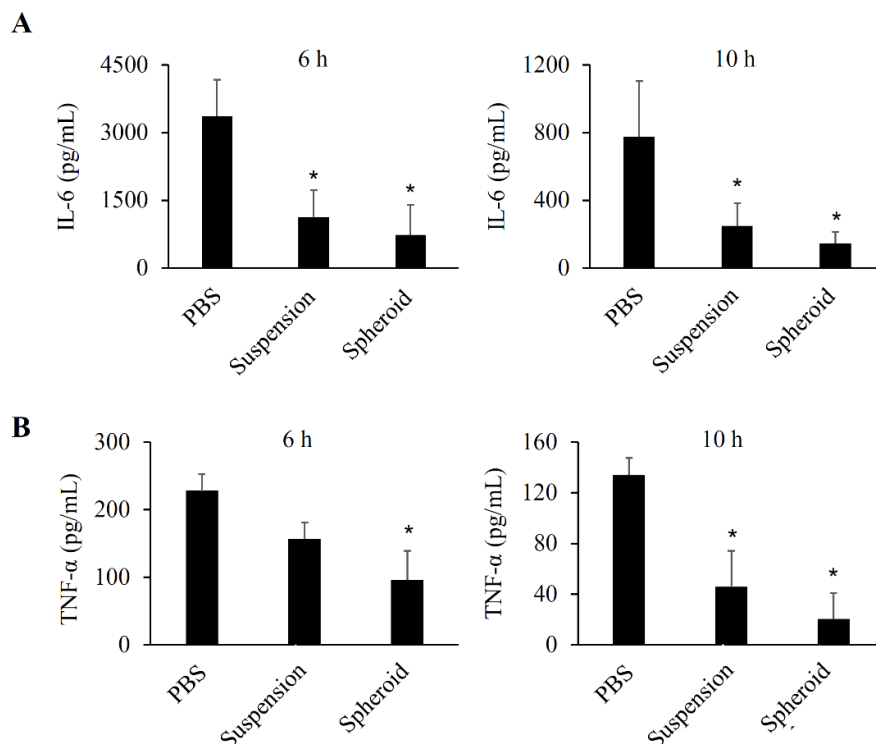 A
6 h
4500
3000
1500
0
IL-6 (pg/mL)
*
*
PBS
Suspension
Spheroid
10 h
1200
800
400
0
IL-6 (pg/mL)
*
*
PBS
Suspension
Spheroid
B
6 h
300
200
100
0
TNF-α (pg/mL)
*
PBS
Suspension
Spheroid
10 h
160
120
80
40
0
TNF-α (pg/mL)
*
*
PBS
Suspension
Spheroid